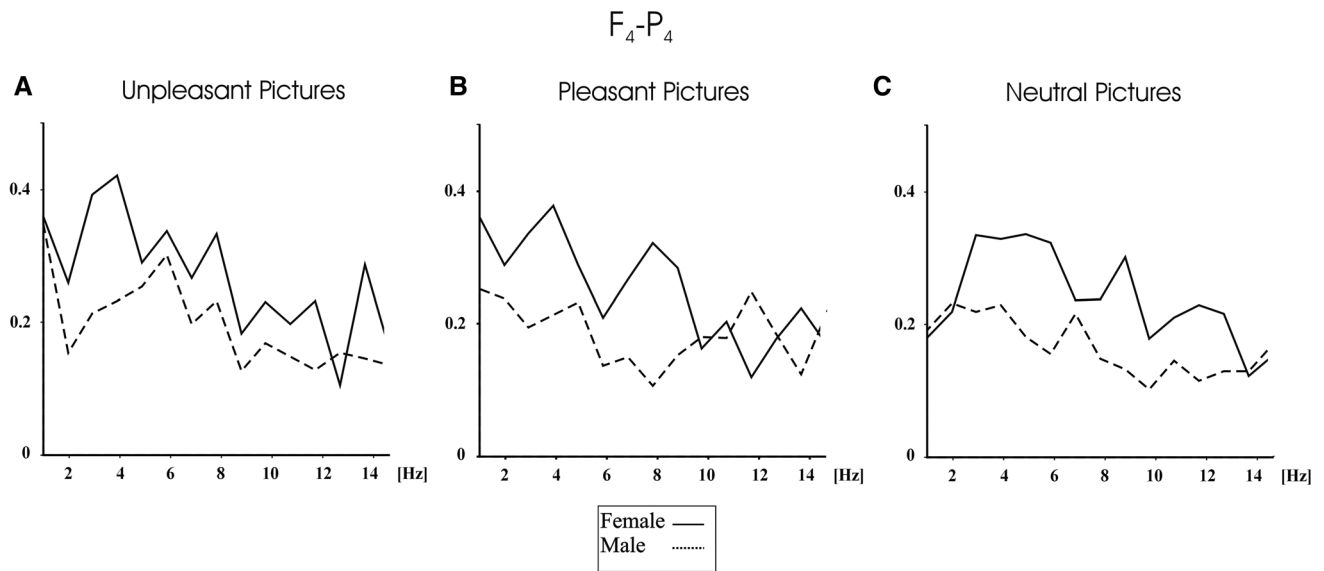 F₄-P₄
A Unpleasant Pictures
0.4
0.2
0
2 4 6 8 10 12 14 [Hz]
B Pleasant Pictures
0.4
0.2
0
2 4 6 8 10 12 14 [Hz]
C Neutral Pictures
0.4
0.2
0
2 4 6 8 10 12 14 [Hz]
Female
Male